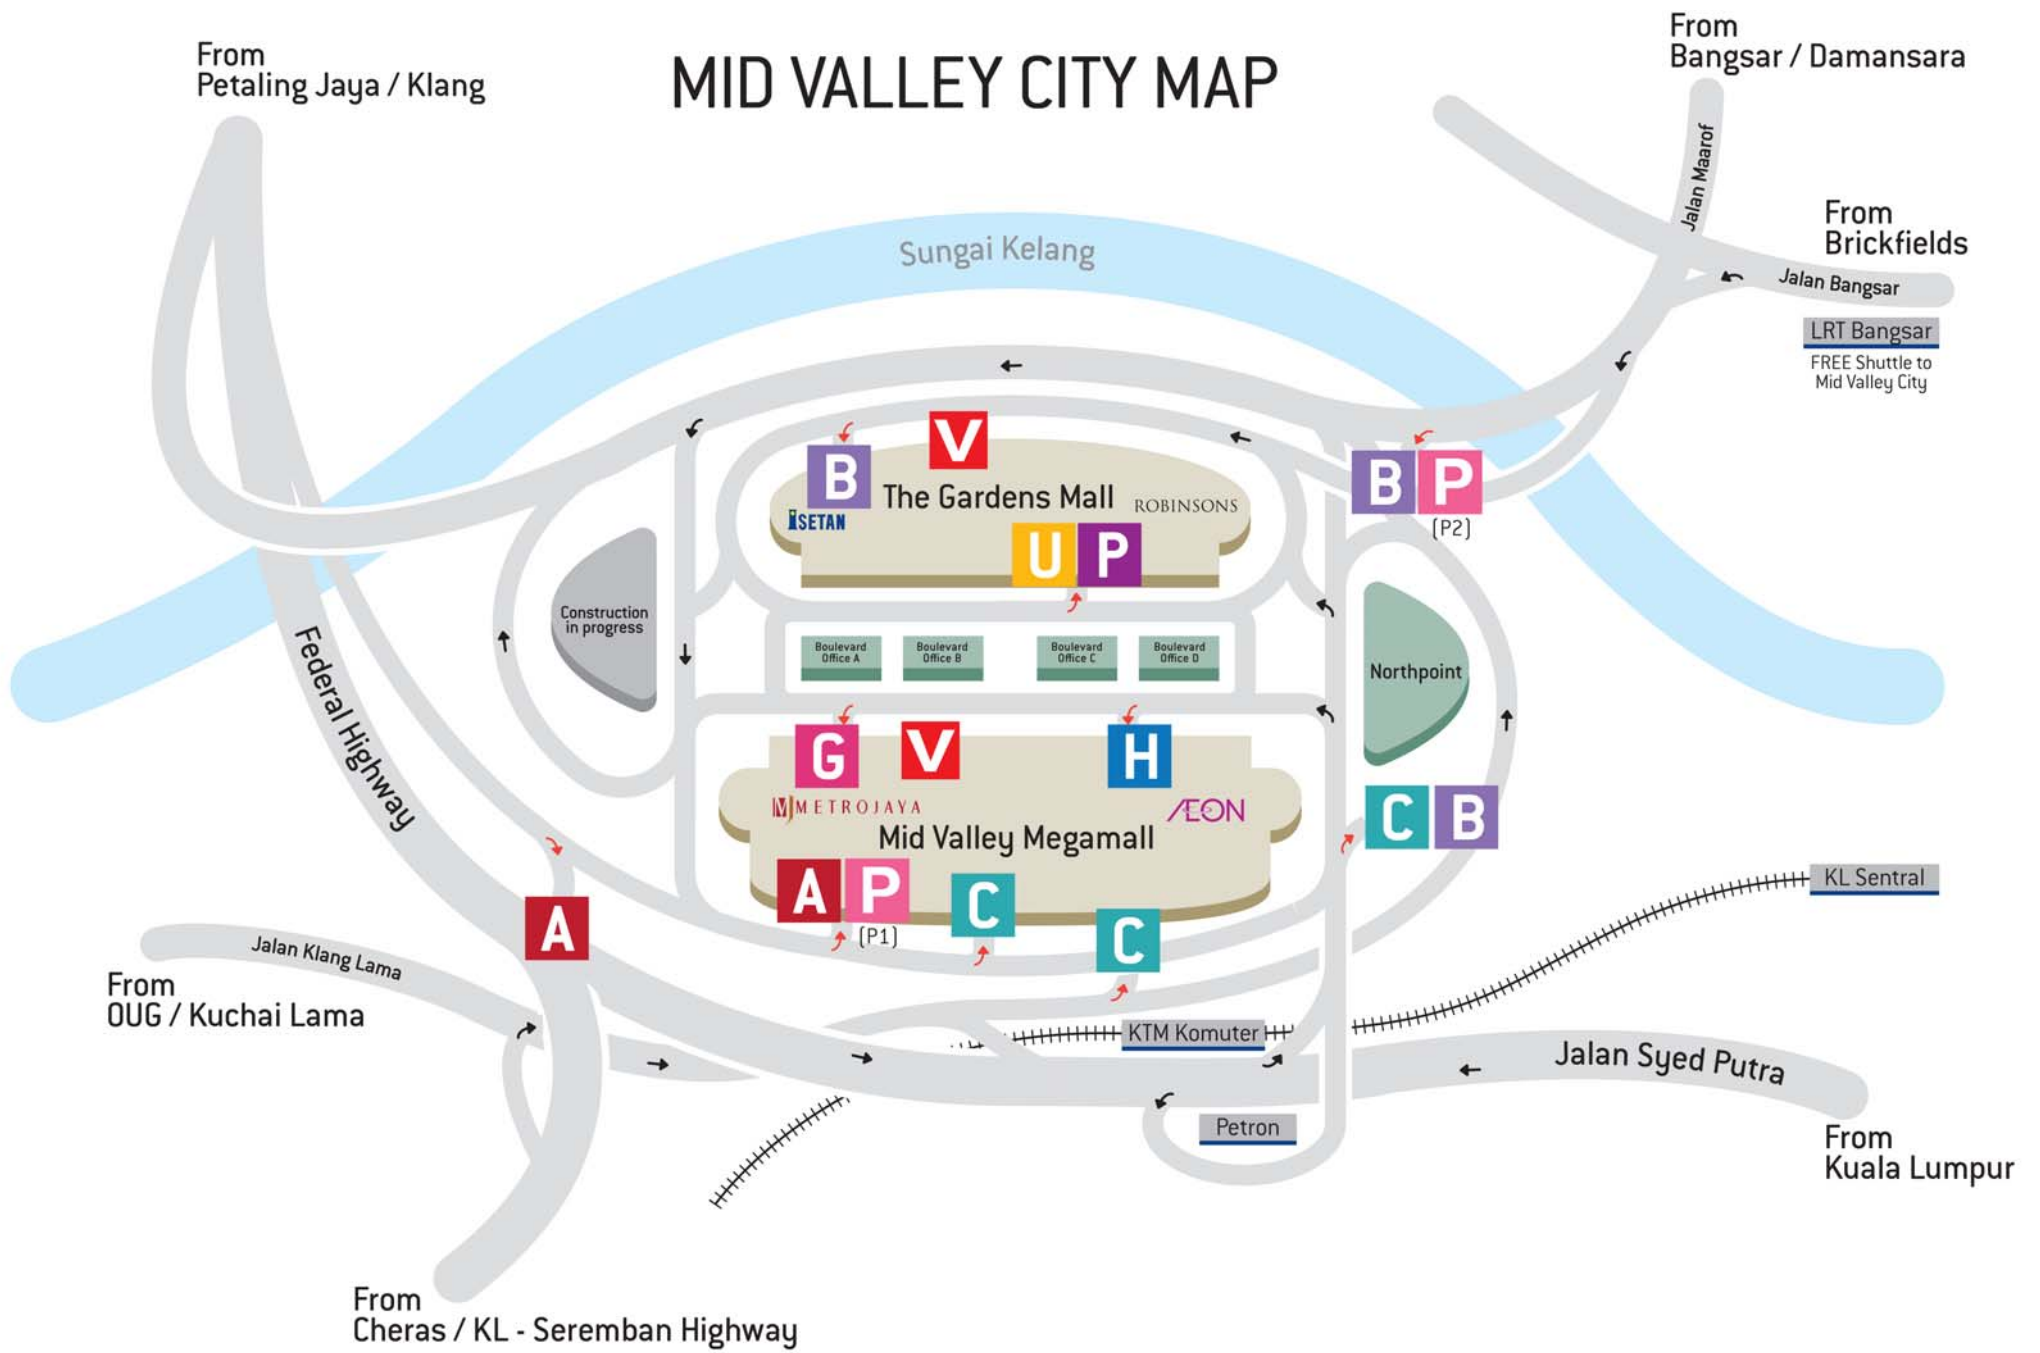 MID VALLEY CITY MAP
From
Petaling Jaya / Klang
From
Bangsar / Damansara
Jalan Maarof
From
Brickfields
Jalan Bangsar
LRT Bangsar
FREE Shuttle to
Mid Valley City
Sungai Kelang
V
B
The Gardens Mall
ROBINSONS
ISETAN
U P
B P
(P2)
Construction
in progress
Federal Highway
Boulevard
Office A
Boulevard
Office B
Boulevard
Office C
Boulevard
Office D
Northpoint
G
V
H
METROJAYA
ÆON
Mid Valley Megamall
C B
A P
(P1)
C
C
A
KL Sentral
Jalan Klang Lama
From
OUG / Kuchai Lama
KTM Komuter
Jalan Syed Putra
Petron
From
Kuala Lumpur
From
Cheras / KL - Seremban Highway